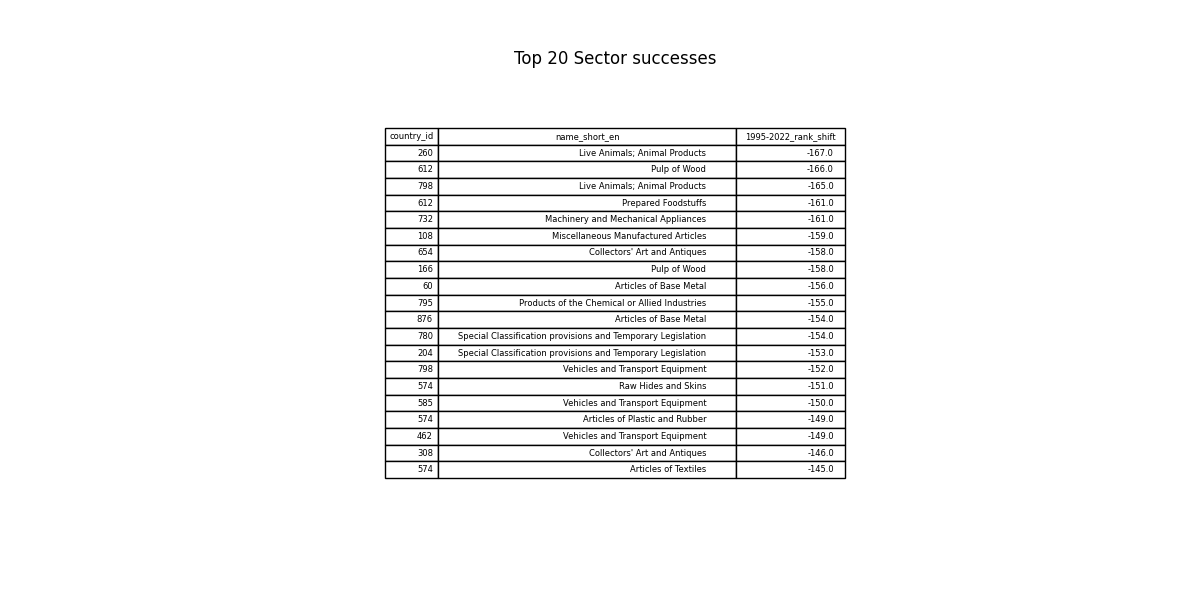 Top 20 Sector successes
country_id name_short_en 1995-2022_rank_shift
260 Live Animals; Animal Products -167.0
612 Pulp of Wood -166.0
798 Live Animals; Animal Products -165.0
612 Prepared Foodstuffs -161.0
732 Machinery and Mechanical Appliances -161.0
108 Miscellaneous Manufactured Articles -159.0
654 Collectors' Art and Antiques -158.0
166 Pulp of Wood -158.0
60 Articles of Base Metal -156.0
795 Products of the Chemical or Allied Industries -155.0
876 Articles of Base Metal -154.0
780 Special Classification provisions and Temporary Legislation -154.0
204 Special Classification provisions and Temporary Legislation -153.0
798 Vehicles and Transport Equipment -152.0
574 Raw Hides and Skins -151.0
585 Vehicles and Transport Equipment -150.0
574 Articles of Plastic and Rubber -149.0
462 Vehicles and Transport Equipment -149.0
308 Collectors' Art and Antiques -146.0
574 Articles of Textiles -145.0